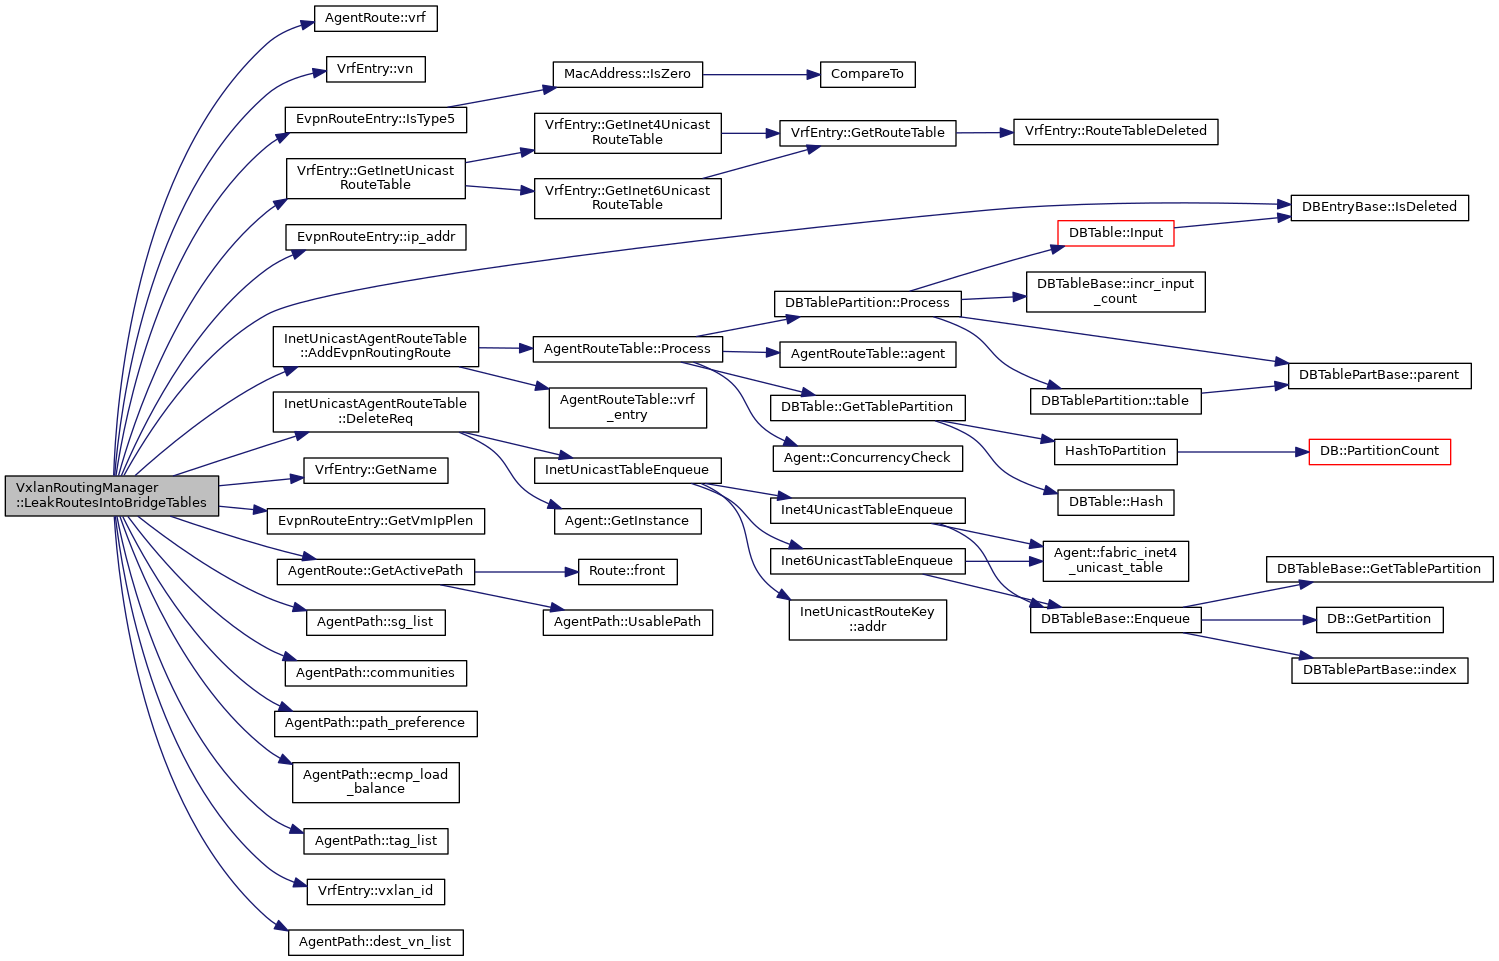 AgentRoute::vrf
VrfEntry::vn
MacAddress::IsZero
CompareTo
EvpnRouteEntry::IsType5
VrfEntry::GetInet4Unicast
RouteTable
VrfEntry::GetRouteTable
VrfEntry::RouteTableDeleted
VrfEntry::GetInetUnicast
RouteTable
VrfEntry::GetInet6Unicast
RouteTable
DBEntryBase::IsDeleted
EvpnRouteEntry::ip_addr
DBTable::Input
DBTablePartition::Process
DBTableBase::incr_input
_count
InetUnicastAgentRouteTable
::AddEvpnRoutingRoute
AgentRouteTable::Process
AgentRouteTable::agent
DBTablePartBase::parent
AgentRouteTable::vrf
_entry
DBTable::GetTablePartition
DBTablePartition::table
InetUnicastAgentRouteTable
::DeleteReq
Agent::ConcurrencyCheck
HashToPartition
DB::PartitionCount
VrfEntry::GetName
InetUnicastTableEnqueue
DBTable::Hash
VxlanRoutingManager
::LeakRoutesIntoBridgeTables
EvpnRouteEntry::GetVmIpPlen
Agent::GetInstance
Inet4UnicastTableEnqueue
Agent::fabric_inet4
_unicast_table
AgentRoute::GetActivePath
Route::front
Inet6UnicastTableEnqueue
DBTableBase::GetTablePartition
AgentPath::sg_list
AgentPath::UsablePath
InetUnicastRouteKey
::addr
DBTableBase::Enqueue
DB::GetPartition
AgentPath::communities
DBTablePartBase::index
AgentPath::path_preference
AgentPath::ecmp_load
_balance
AgentPath::tag_list
VrfEntry::vxlan_id
AgentPath::dest_vn_list